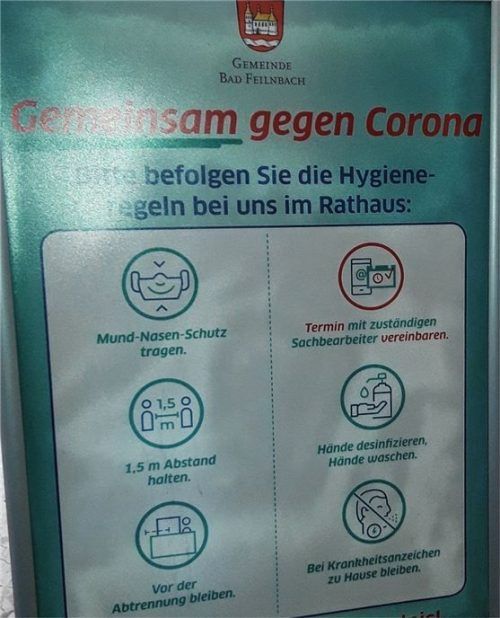 GEMEINDE
BAD FEILNBACH
Gemeinsam gegen Corona
Bitte befolgen Sie die Hygiene-
regeln bei uns im Rathaus:
Mund-Nasen-Schutz
tragen.
@
Termin mit zuständigen
Sachbearbeiter vereinbaren.
1,5
m
1,5 m Abstand
halten.
Hände desinfizieren,
Hände waschen.
Vor der
Abtrennung bleiben.
Bei Krankheitsanzeichen
zu Hause bleiben.